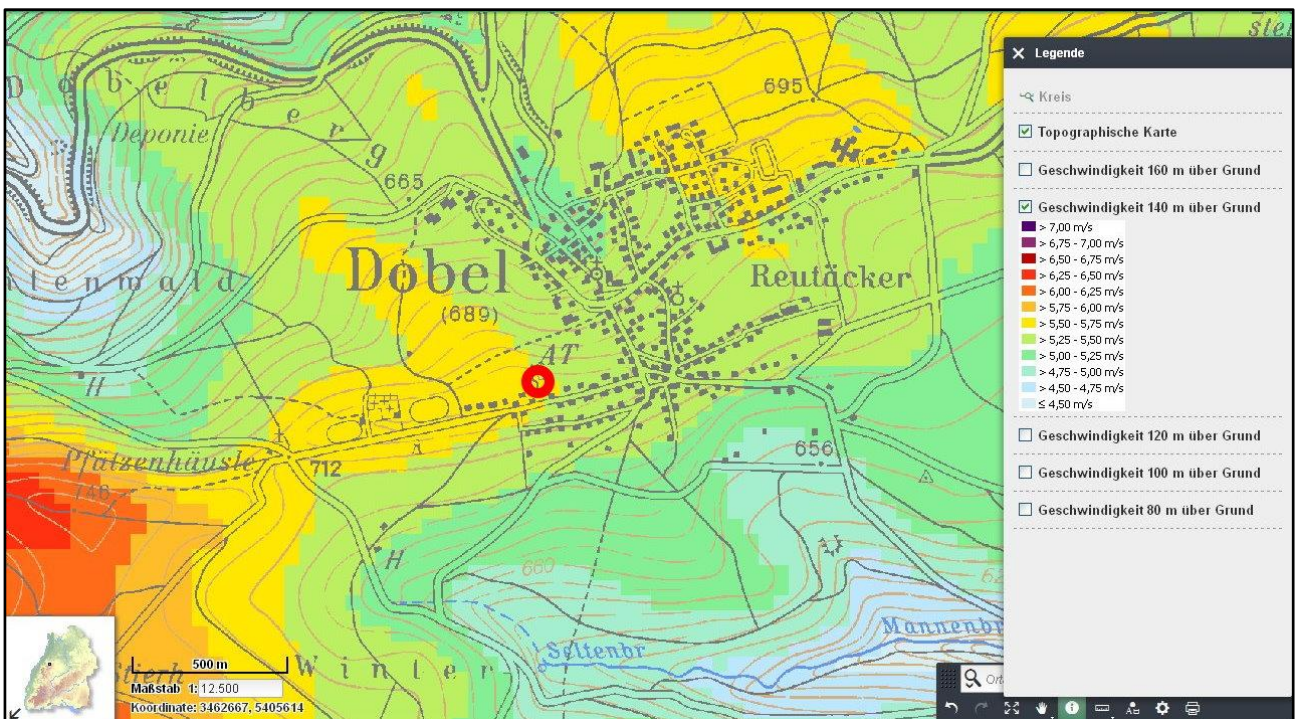 D o b e l b e r g
Deponie
695
665
n l e n w a l d
Dobel
(689)
Reutäcker
AT
H
Pfützenhäusle
712
746
656
H
680
Mannenbr
Seltenbr
W i n t e r
500 m
Maßstab 1: 12.500
Koordinate: 3462667, 5405614
Legende
Kreis
Topographische Karte
Geschwindigkeit 160 m über Grund
Geschwindigkeit 140 m über Grund
> 7,00 m/s
> 6,75 - 7,00 m/s
> 6,50 - 6,75 m/s
> 6,25 - 6,50 m/s
> 6,00 - 6,25 m/s
> 5,75 - 6,00 m/s
> 5,50 - 5,75 m/s
> 5,25 - 5,50 m/s
> 5,00 - 5,25 m/s
> 4,75 - 5,00 m/s
> 4,50 - 4,75 m/s
≤ 4,50 m/s
Geschwindigkeit 120 m über Grund
Geschwindigkeit 100 m über Grund
Geschwindigkeit 80 m über Grund